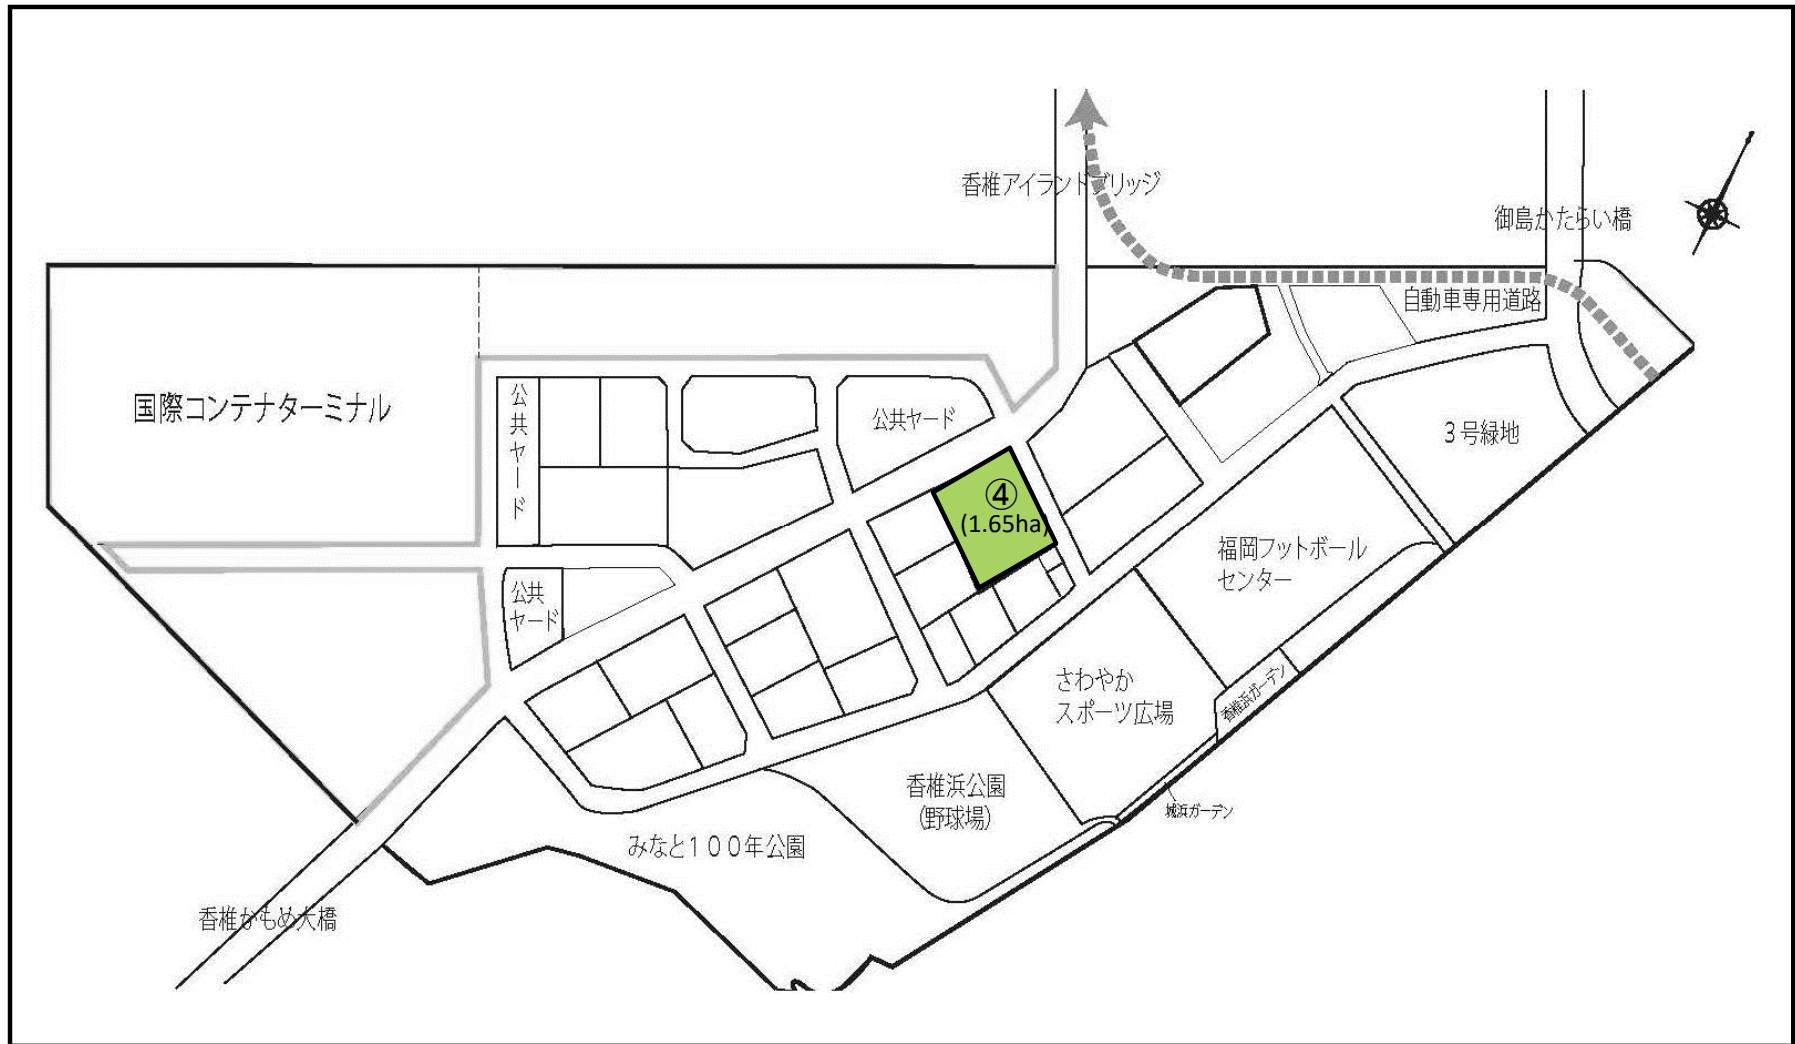 香椎アイランドブリッジ
御島かたらい橋
自動車専用道路
国際コンテナターミナル
公共ヤード
公共ヤード
３号緑地
④
(1.65ha)
福岡フットボール
センター
公共
ヤード
さわやか
スポーツ広場
香椎浜ガーデン
香椎浜公園
(野球場)
城浜ガーデン
みなと１００年公園
香椎かもめ大橋